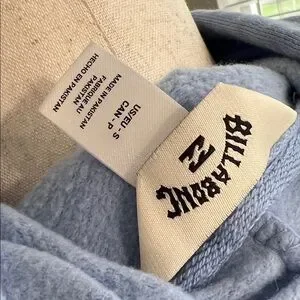 US/EU - S
CAN - P
MADE IN PAKISTAN
FABRIQUÉ AU
PAKISTAN
HECHO EN PAKISTAN
BILLABONG